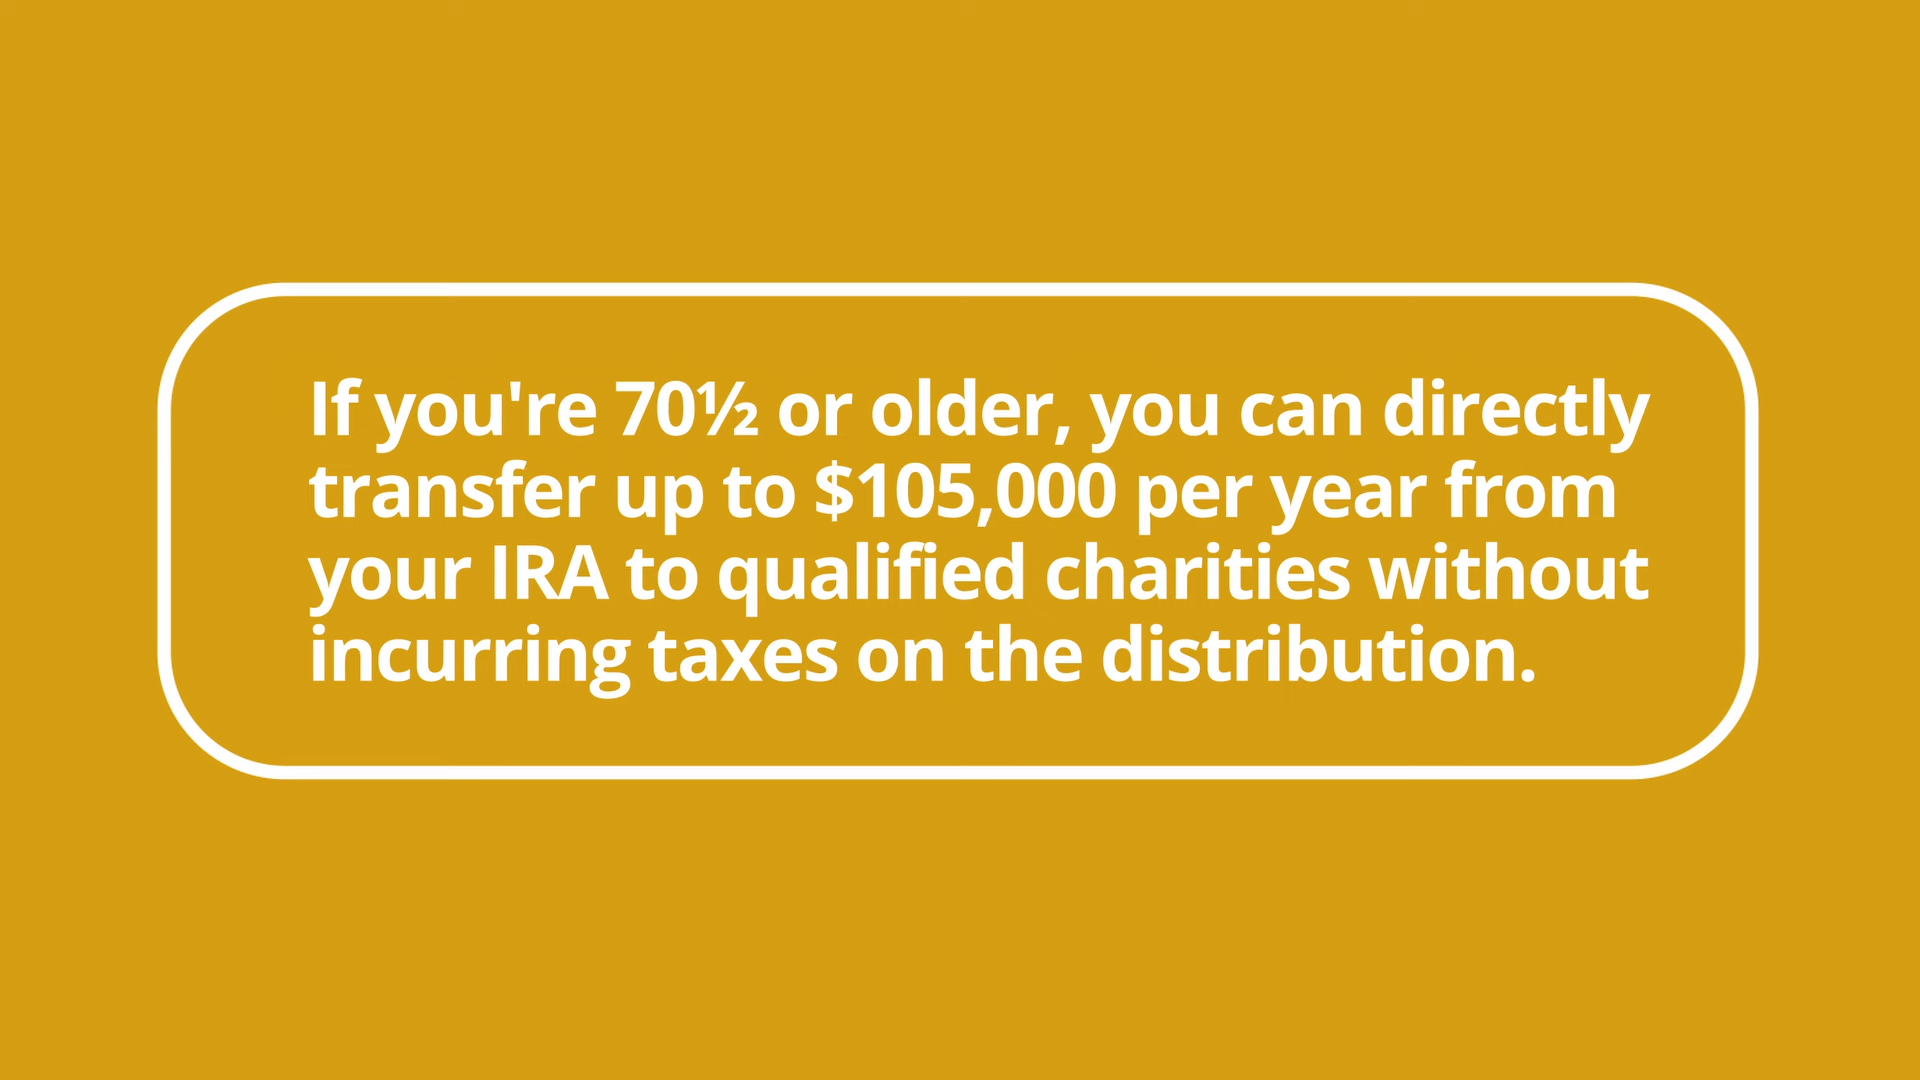 If you're 70½ or older, you can directly
transfer up to $105,000 per year from
your IRA to qualified charities without
incurring taxes on the distribution.